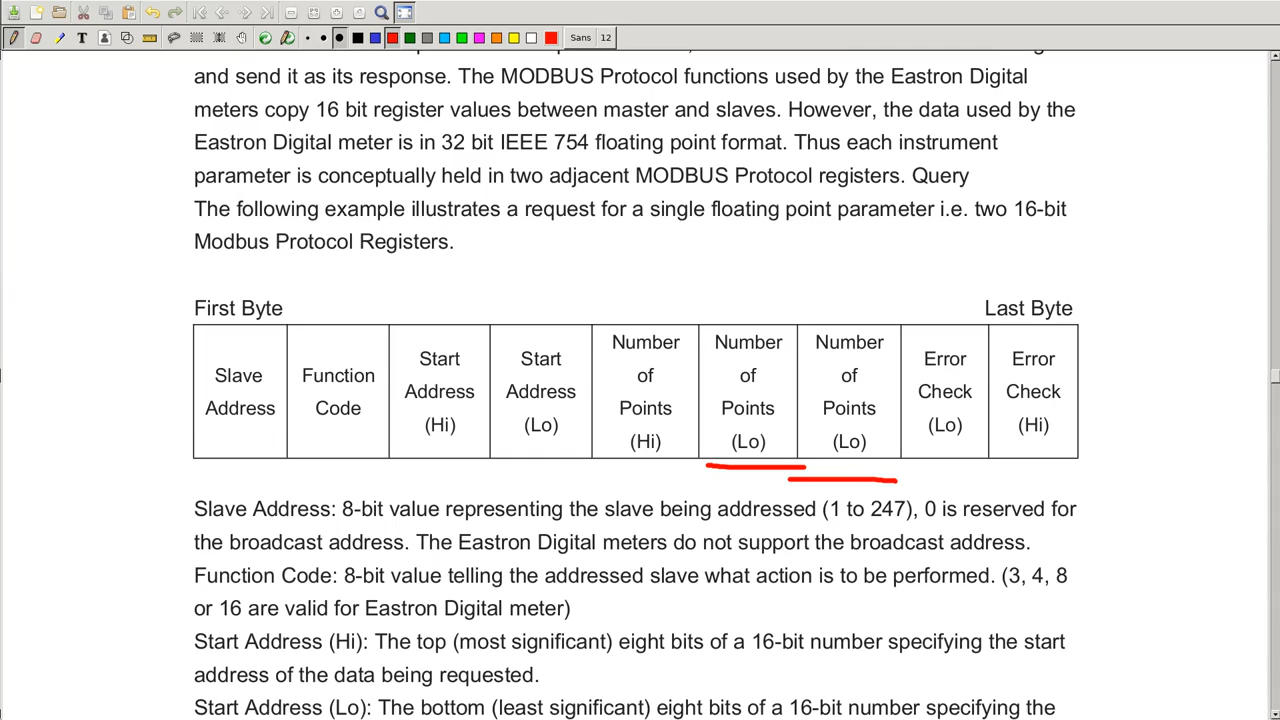 Sans 12
and send it as its response. The MODBUS Protocol functions used by the Eastron Digital
meters copy 16 bit register values between master and slaves. However, the data used by the
Eastron Digital meter is in 32 bit IEEE 754 floating point format. Thus each instrument
parameter is conceptually held in two adjacent MODBUS Protocol registers. Query
The following example illustrates a request for a single floating point parameter i.e. two 16-bit
Modbus Protocol Registers.
First Byte Last Byte
Slave
Address
Function
Code
Start
Address
(Hi)
Start
Address
(Lo)
Number
of
Points
(Hi)
Number
of
Points
(Lo)
Number
of
Points
(Lo)
Error
Check
(Lo)
Error
Check
(Hi)
Slave Address: 8-bit value representing the slave being addressed (1 to 247), 0 is reserved for
the broadcast address. The Eastron Digital meters do not support the broadcast address.
Function Code: 8-bit value telling the addressed slave what action is to be performed. (3, 4, 8
or 16 are valid for Eastron Digital meter)
Start Address (Hi): The top (most significant) eight bits of a 16-bit number specifying the start
address of the data being requested.
Start Address (Lo): The bottom (least significant) eight bits of a 16-bit number specifying the